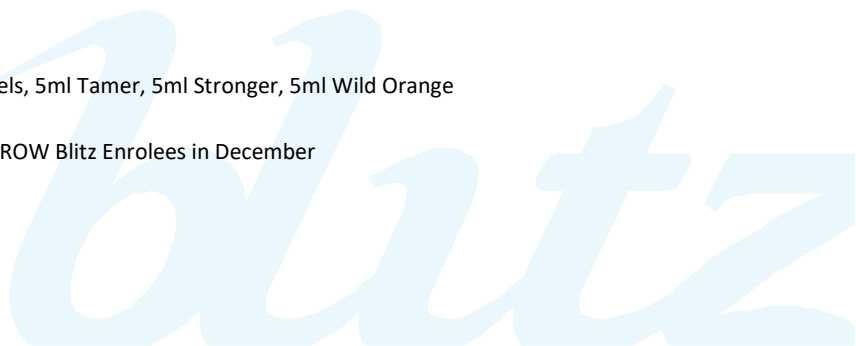 els, 5ml Tamer, 5ml Stronger, 5ml Wild Orange
ROW Blitz Enrolees in December
blitz